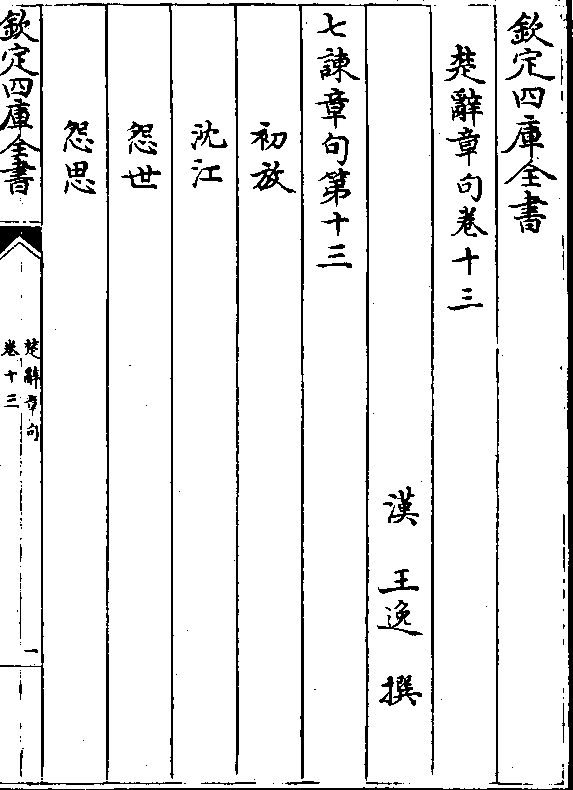 欽定四庫全書
楚辭章句卷十三
漢 王逸 撰
七諫章句第十三
初放
沈江
怨世
怨思
欽定四庫全書
楚辭章句
卷十三
一